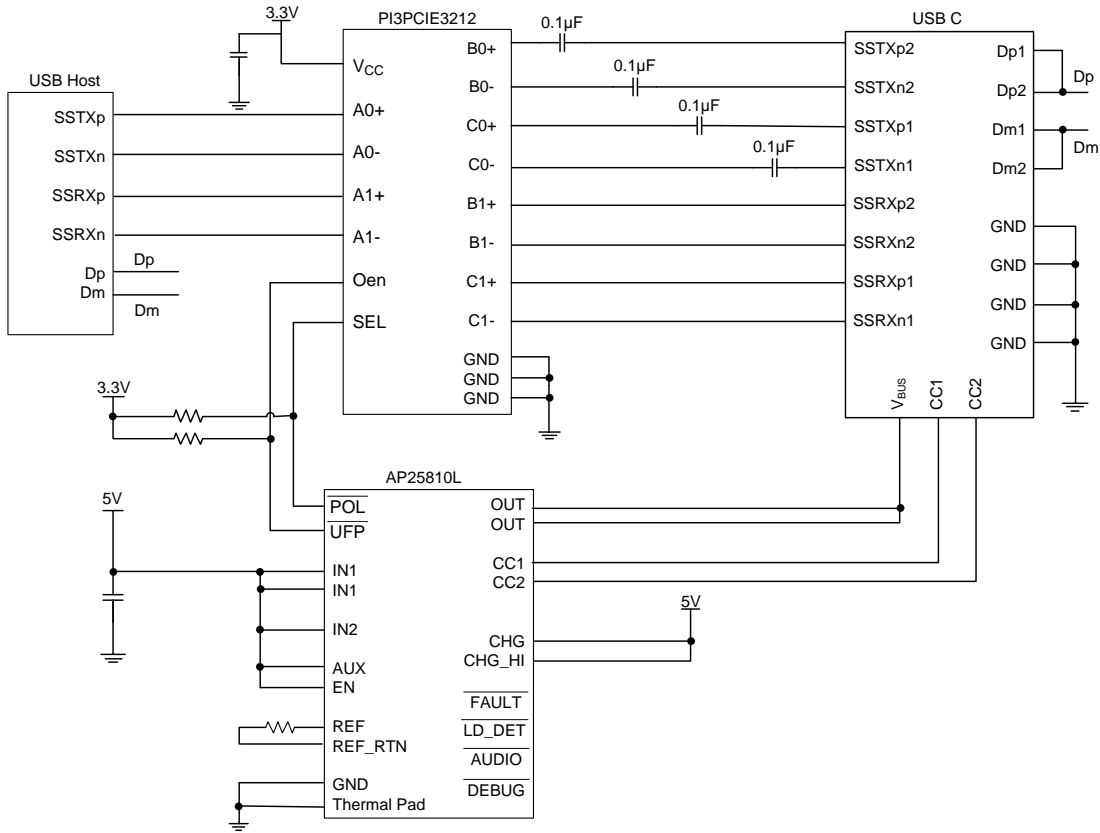 3.3V
PI3PCIE3212
USB C
USB Host
VCC
A0+
A0-
A1+
A1-
Oen
SEL
B0+
B0-
C0+
C0-
B1+
B1-
C1+
C1-
GND
GND
GND
0.1µF
0.1µF
0.1µF
0.1µF
SSTXp
SSTXn
SSRXp
SSRXn
Dp
Dm
Dp
Dm
SSTXp2
SSTXn2
SSTXp1
SSTXn1
SSRXp2
SSRXn2
SSRXp1
SSRXn1
Dp1
Dp2
Dm1
Dm2
GND
GND
GND
GND
Dp
Dm
VBUS
CC1
CC2
3.3V
5V
AP25810L
POL
UFP
IN1
IN1
IN2
AUX
EN
REF
REF_RTN
GND
Thermal Pad
OUT
OUT
CC1
CC2
CHG
CHG_HI
FAULT
LD_DET
AUDIO
DEBUG
5V